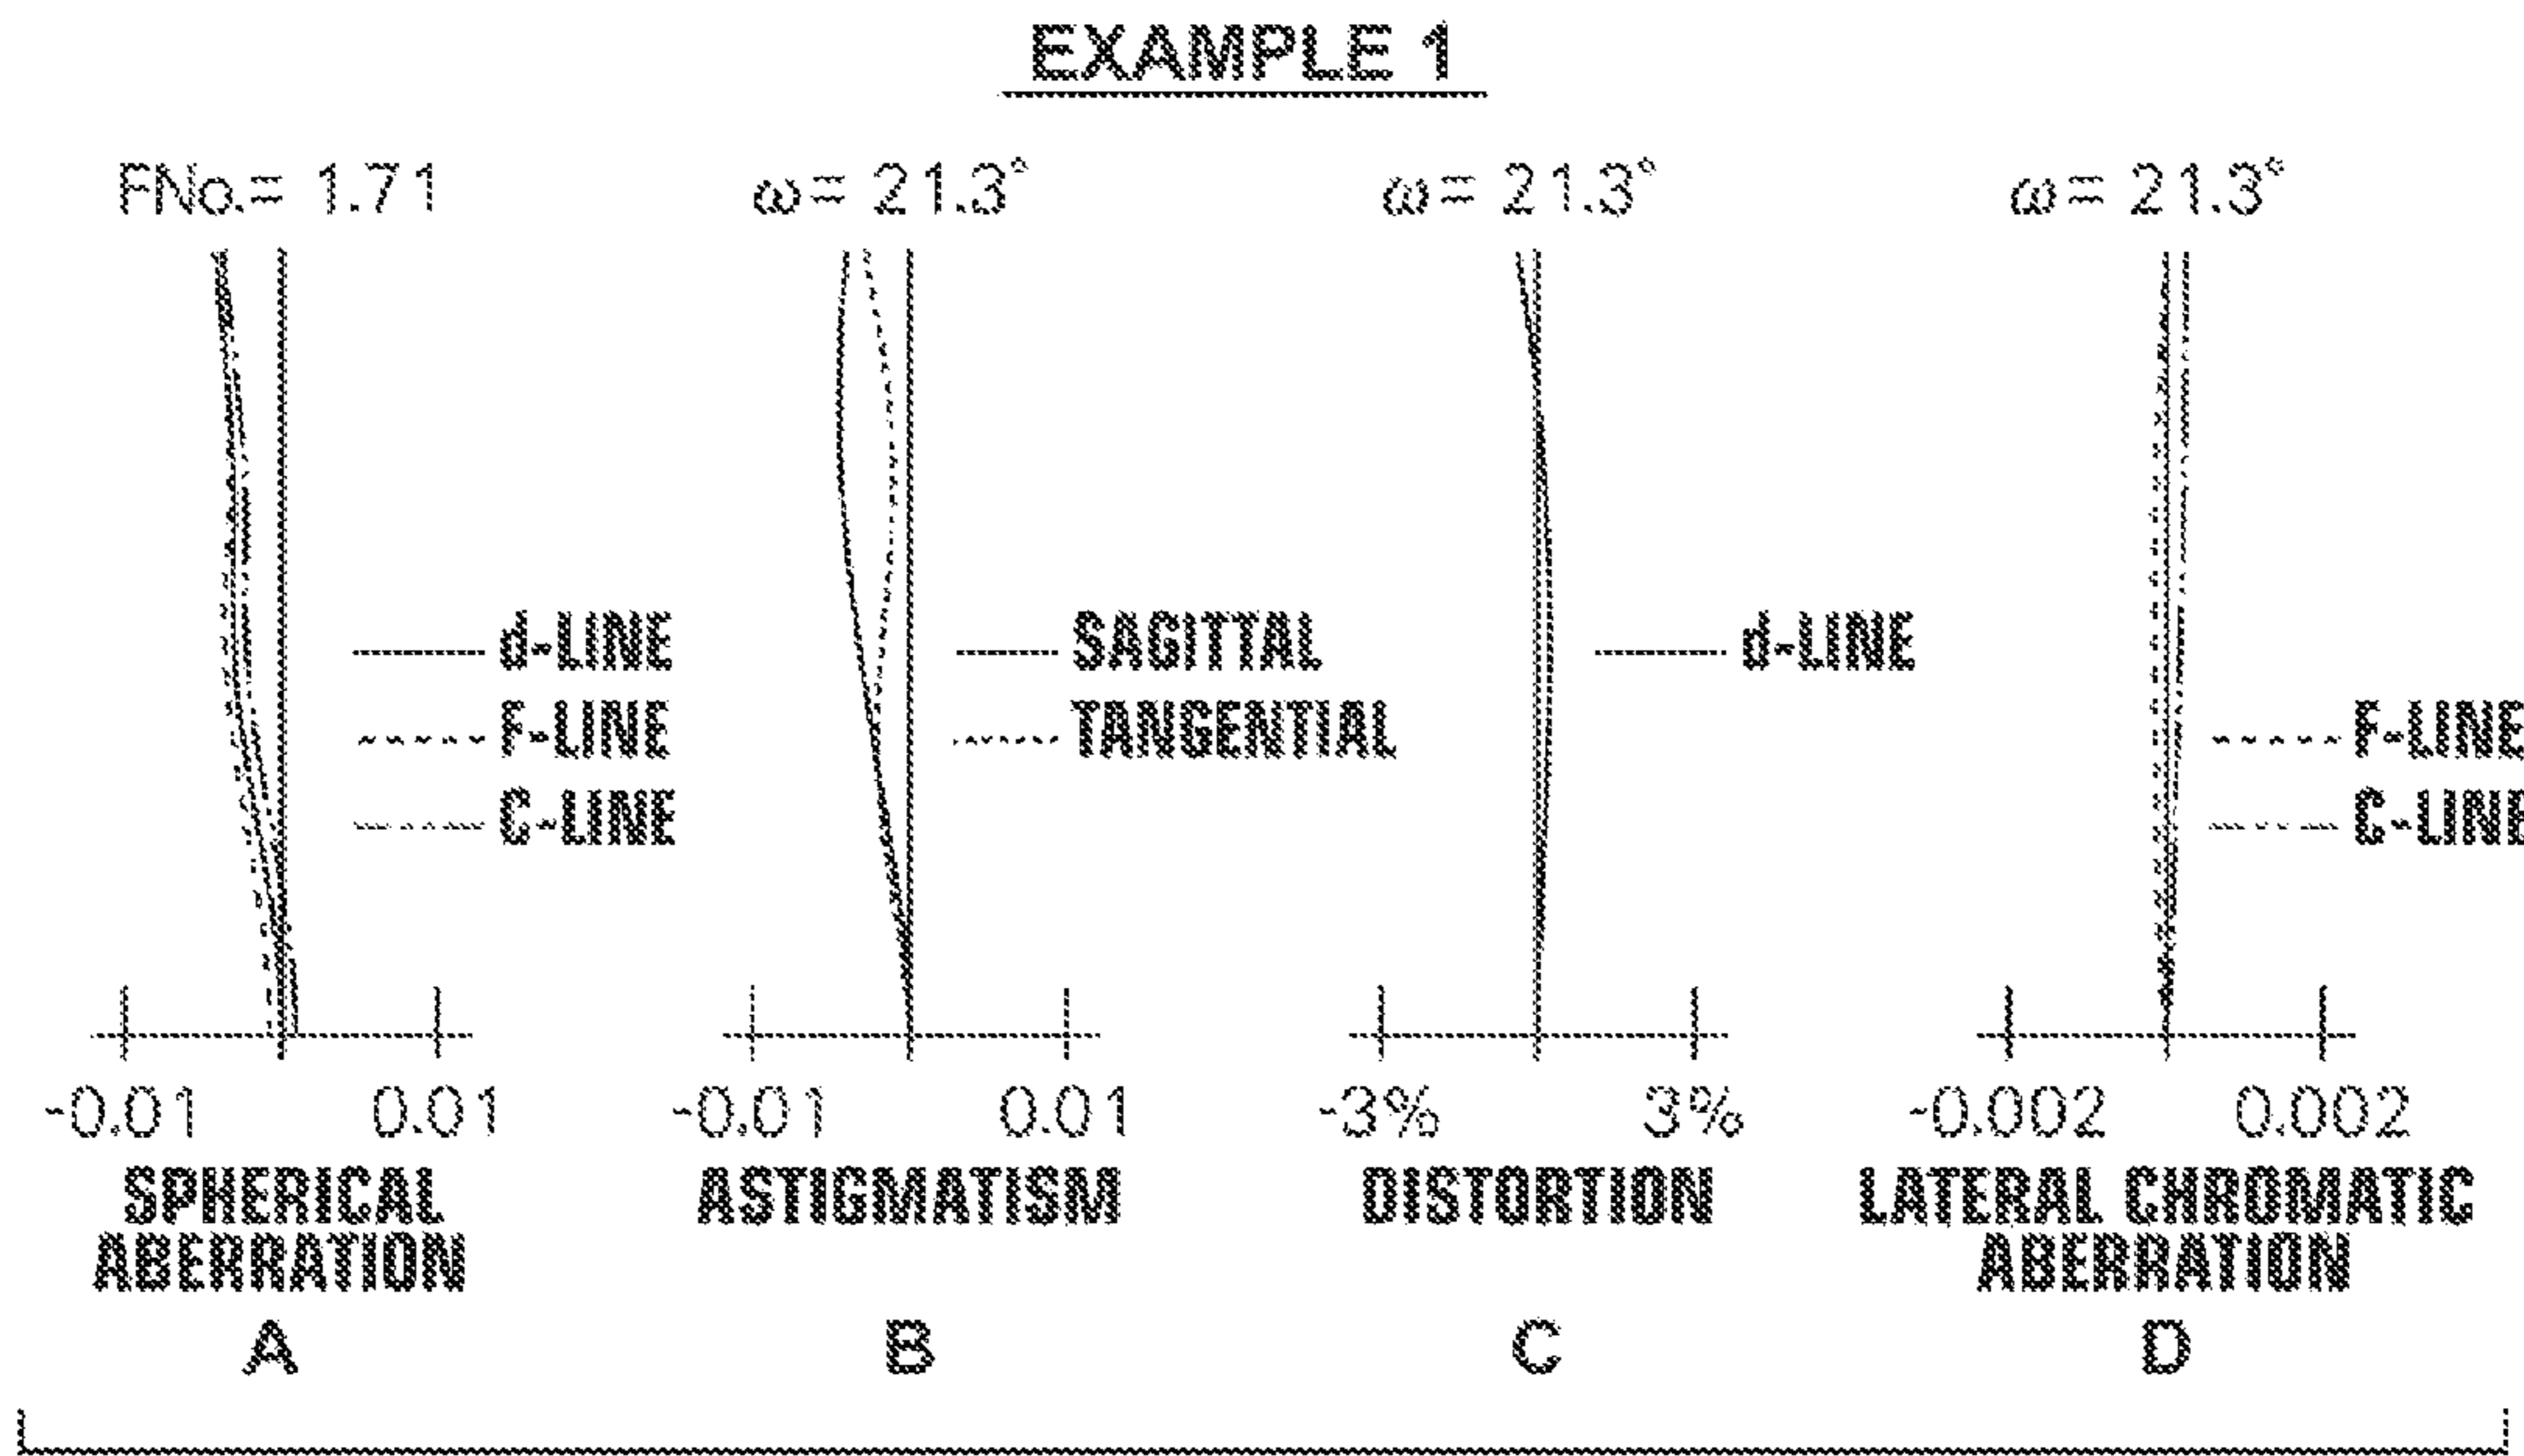 EXAMPLE 1
FNo.= 1.71
ω= 21.3°
ω= 21.3°
ω= 21.3°
d-LINE
F-LINE
C-LINE
SAGITTAL
TANGENTIAL
d-LINE
F-LINE
C-LINE
-0.01 0.01
-0.01 0.01
-3% 3%
-0.002 0.002
SPHERICAL
ABERRATION
ASTIGMATISM
DISTORTION
LATERAL CHROMATIC
ABERRATION
A
B
C
D